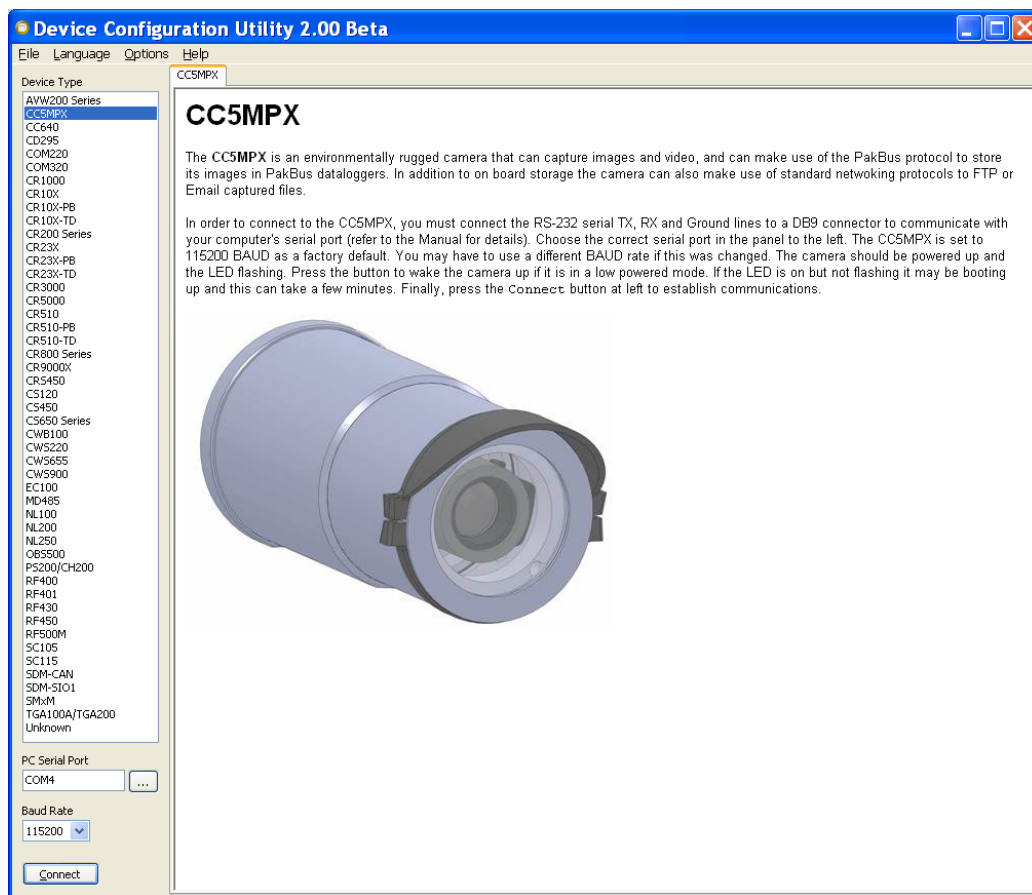 Device Configuration Utility 2.00 Beta
File Language Options Help
Device Type
AVW200 Series
CC5MPX
CC640
CD295
COM220
COM320
CR1000
CR10X
CR10X-PB
CR10X-TD
CR200 Series
CR23X
CR23X-PB
CR23X-TD
CR3000
CR5000
CR510
CR510-PB
CR510-TD
CR800 Series
CR9000X
CRS450
CS120
CS450
CS650 Series
CWB100
CWS220
CWS655
CWS900
EC100
MD485
NL100
NL200
NL250
OBS500
PS200/CH200
RF400
RF401
RF430
RF450
RF500M
SC105
SC115
SDM-CAN
SDM-SIO1
SMxM
TGA100A/TGA200
Unknown
PC Serial Port
COM4
...
Baud Rate
115200
Connect
CC5MPX
CC5MPX
The CC5MPX is an environmentally rugged camera that can capture images and video, and can make use of the PakBus protocol to store
its images in PakBus dataloggers. In addition to on board storage the camera can also make use of standard netwoking protocols to FTP or
Email captured files.
In order to connect to the CC5MPX, you must connect the RS-232 serial TX, RX and Ground lines to a DB9 connector to communicate with
your computer's serial port (refer to the Manual for details). Choose the correct serial port in the panel to the left. The CC5MPX is set to
115200 BAUD as a factory default. You may have to use a different BAUD rate if this was changed. The camera should be powered up and
the LED flashing. Press the button to wake the camera up if it is in a low powered mode. If the LED is on but not flashing it may be booting
up and this can take a few minutes. Finally, press the Connect button at left to establish communications.